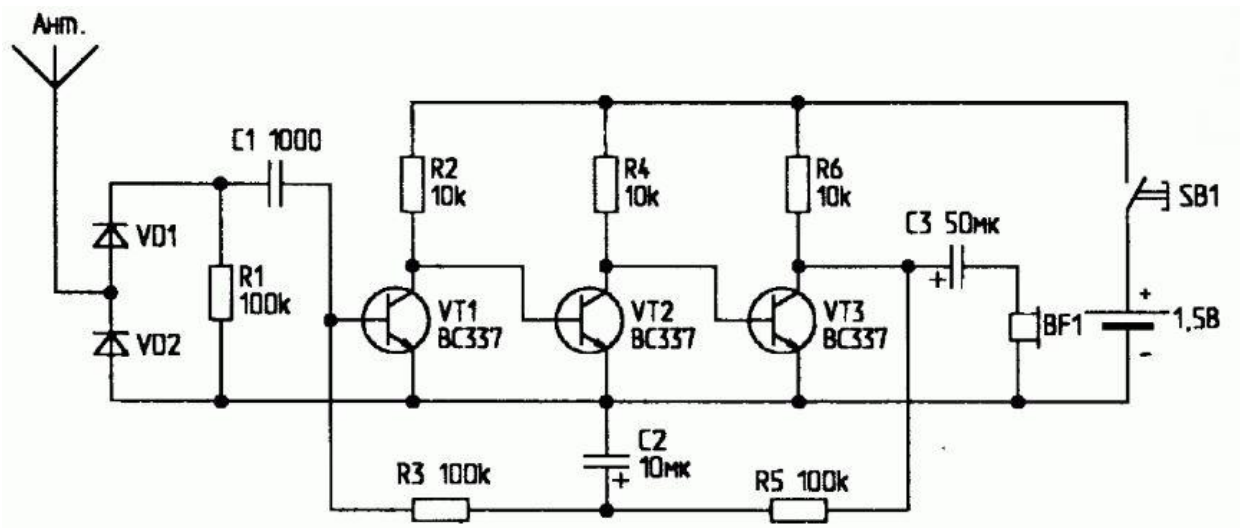 Ант.
C1 1000
R2
10k
R4
10k
R6
10k
SB1
C3 50мк
+
VD1
R1
100k
VT1
BC337
VT2
BC337
VT3
BC337
BF1
+
1,5В
-
VD2
C2
10мк
+
R3 100k
R5 100k